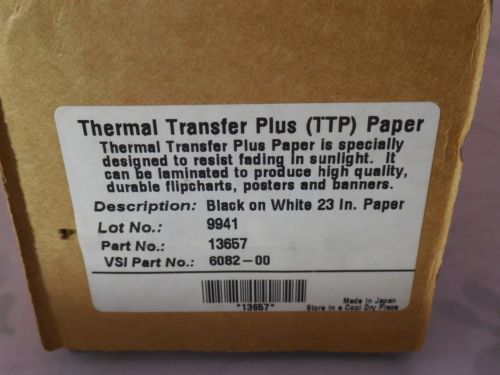 Thermal Transfer Plus (TTP) Paper
Thermal Transfer Plus Paper is specially
designed to resist fading in sunlight. It
can be laminated to produce high quality,
durable flipcharts, posters and banners.
Description: Black on White 23 In. Paper
Lot No.: 9941
Part No.: 13657
VSI Part No.: 6082-00
*13657*
Made In Japan
Store in a Cool Dry Place